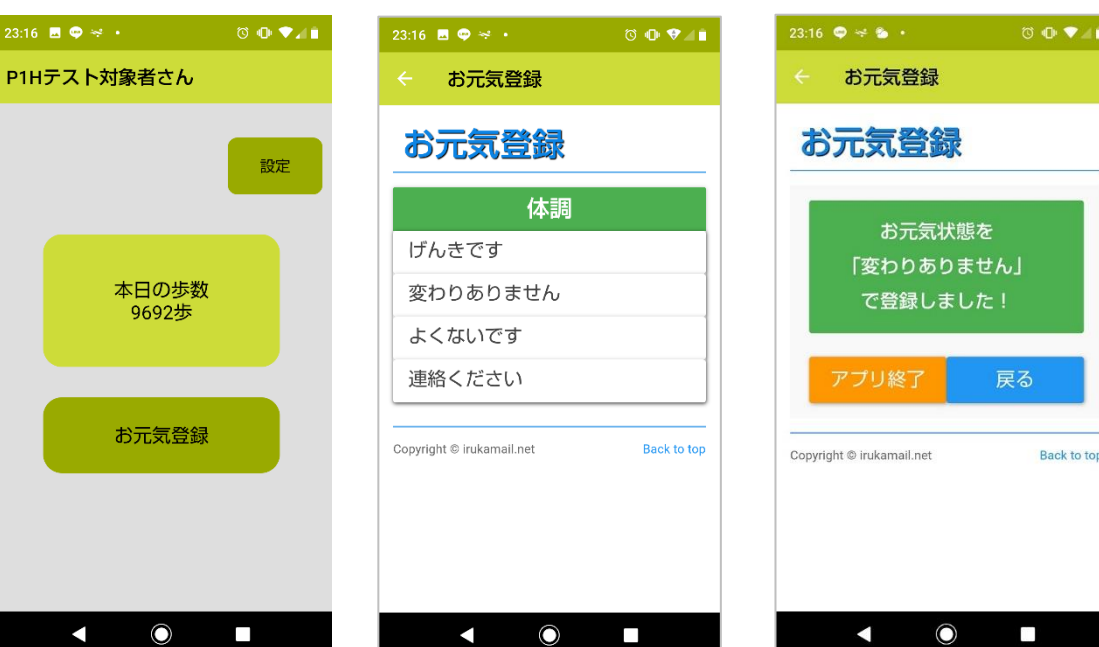 23:16
P1Hテスト対象者さん
設定
本日の歩数
9692歩
お元気登録
23:16
お元気登録
お元気登録
体調
げんきです
変わりありません
よくないです
連絡ください
Copyright © irukamail.net
Back to top
23:16
お元気登録
お元気登録
お元気状態を
「変わりありません」
で登録しました！
アプリ終了
戻る
Copyright © irukamail.net
Back to top